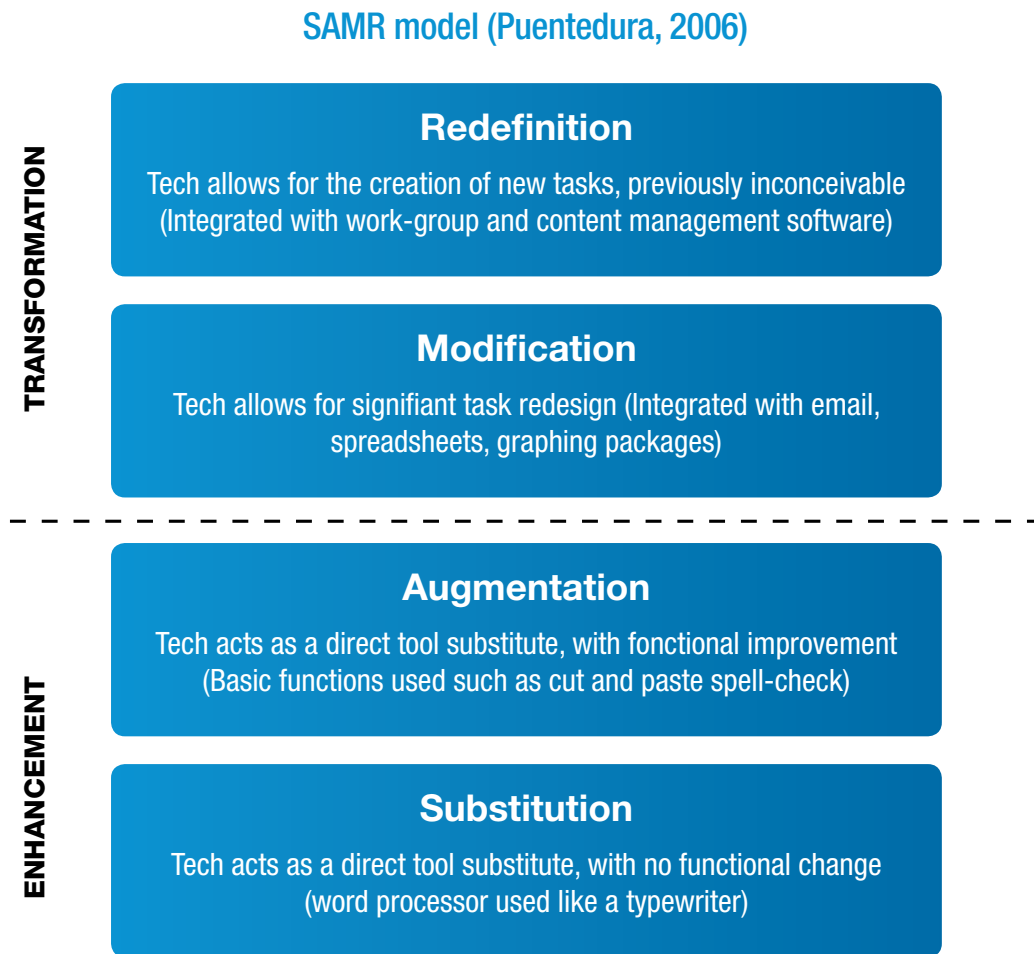 SAMR model (Puentedura, 2006)
TRANSFORMATION
Redefinition
Tech allows for the creation of new tasks, previously inconceivable
(Integrated with work-group and content management software)
Modification
Tech allows for signifiant task redesign (Integrated with email,
spreadsheets, graphing packages)
ENHANCEMENT
Augmentation
Tech acts as a direct tool substitute, with fonctional improvement
(Basic functions used such as cut and paste spell-check)
Substitution
Tech acts as a direct tool substitute, with no functional change
(word processor used like a typewriter)